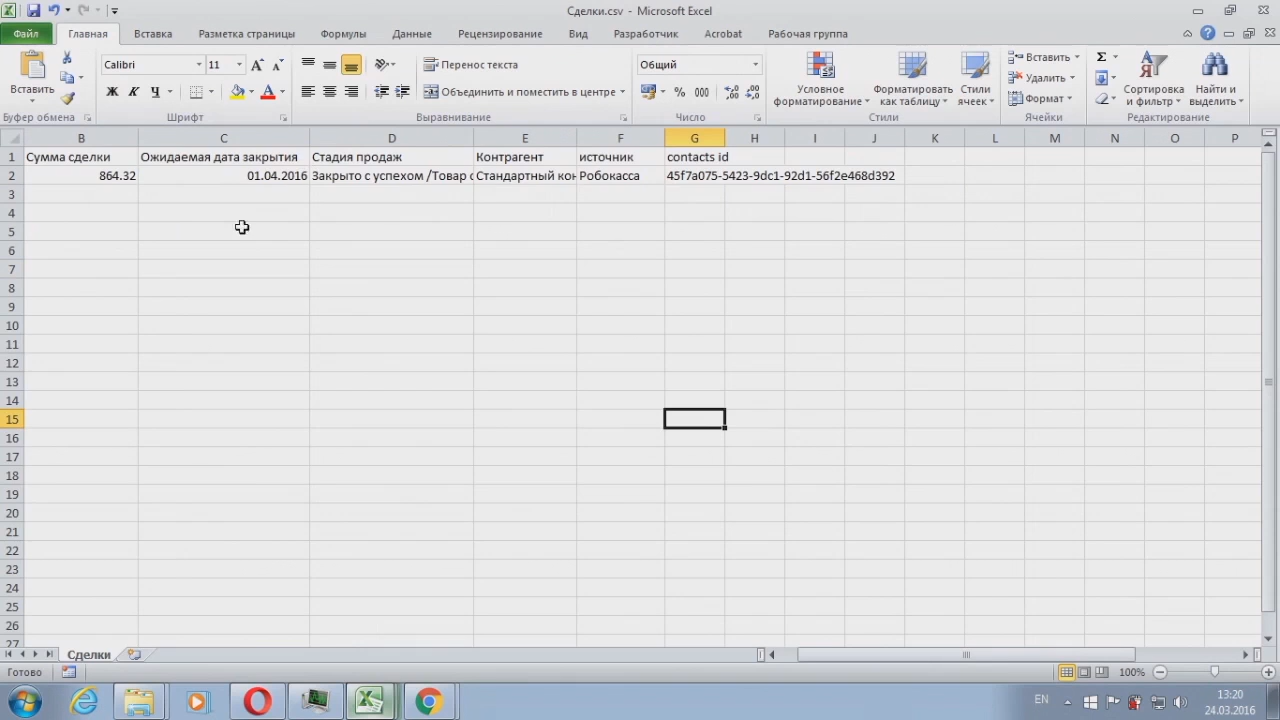 Сделки.csv - Microsoft Excel
Файл Главная Вставка Разметка страницы Формулы Данные Рецензирование Вид Разработчик Acrobat Рабочая группа
Вставить
Буфер обмена
Calibri 11
Ж К Ч
Шрифт
Перенос текста
Объединить и поместить в центре
Выравнивание
Общий
% 000
Число
Условное форматирование
Форматировать как таблицу
Стили ячеек
Стили
Вставить
Удалить
Формат
Ячейки
Сортировка и фильтр
Найти и выделить
Редактирование
B C D E F G H I J K L M N O P
1 Сумма сделки Ожидаемая дата закрытия Стадия продаж Контрагент источник contacts id
2 864.32 01.04.2016 Закрыто с успехом /Товар Стандартный кон Робокасса 45f7a075-5423-9dc1-92d1-56f2e468d392
3
4
5
6
7
8
9
10
11
12
13
14
15
16
17
18
19
20
21
22
23
24
25
26
27
Сделки
Готово 100%
EN 13:20
24.03.2016